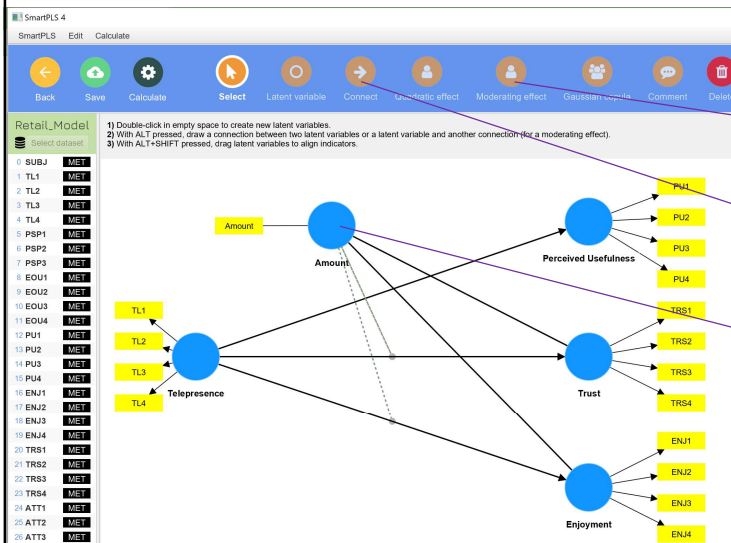 SmartPLS 4
SmartPLS Edit Calculate
Back Save Calculate Select Latent variable Connect Quadratic effect Moderating effect Gaussian copula Comment Delete
Retail_Model
Select dataset
1) Double-click in empty space to create new latent variables.
2) With ALT pressed, draw a connection between two latent variables or a latent variable and another connection (for a moderating effect).
3) With ALT+SHIFT pressed, drag latent variables to align indicators.
0 SUBJ MET
1 TL1 MET
2 TL2 MET
3 TL3 MET
4 TL4 MET
5 PSP1 MET
6 PSP2 MET
7 PSP3 MET
8 EOU1 MET
9 EOU2 MET
10 EOU3 MET
11 EOU4 MET
12 PU1 MET
13 PU2 MET
14 PU3 MET
15 PU4 MET
16 ENJ1 MET
17 ENJ2 MET
18 ENJ3 MET
19 ENJ4 MET
20 TRS1 MET
21 TRS2 MET
22 TRS3 MET
23 TRS4 MET
24 ATT1 MET
25 ATT2 MET
26 ATT3 MET
Amount
Amount
TL1
TL2
TL3
TL4
Telepresence
Perceived Usefulness
PU1
PU2
PU3
PU4
Trust
TRS1
TRS2
TRS3
TRS4
Enjoyment
ENJ1
ENJ2
ENJ3
ENJ4